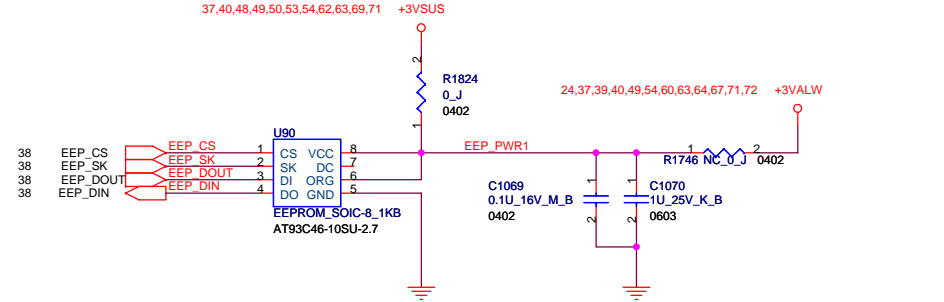 37,40,48,49,50,53,54,62,63,69,71 +3VSUS
2
R1824
0_J
0402
1
24,37,39,40,49,54,60,63,64,67,71,72 +3VALW
U90
38 EEP_CS EEP_CS 1 CS VCC 8 EEP_PWR1
38 EEP_SK EEP_SK 2 SK DC 7
38 EEP_DOUT EEP_DOUT 3 DI ORG 6
38 EEP_DIN EEP_DIN 4 DO GND 5
EEPROM_SOIC-8_1KB
AT93C46-10SU-2.7
1 2
R1746 NC_0_J 0402
C1069
0.1U_16V_M_B
0402
1
2
C1070
1U_25V_K_B
0603
1
2